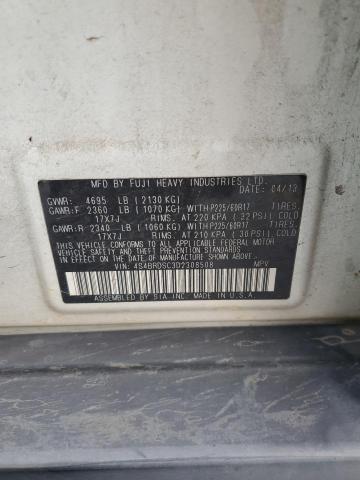 MFD. BY FUJI HEAVY INDUSTRIES LTD.
DATE: 04/13
GVWR: 4695 LB ( 2130 KG)
GAWR:F 2360 LB ( 1070 KG) WITH P225/60R17 TIRES.
17X7J RIMS. AT 220 KPA ( 32 PSI) COLD
GAWR:R 2340 LB ( 1060 KG) WITH P225/60R17 TIRES.
17X7J RIMS. AT 210 KPA ( 30 PSI) COLD
THIS VEHICLE CONFORMS TO ALL APPLICABLE FEDERAL MOTOR
VEHICLE SAFETY AND THEFT PREVENTION STANDARDS IN
EFFECT ON THE DATE OF MANUFACTURE SHOWN ABOVE.
VIN: 4S4BRDSC3D2308508 MPV
ASSEMBLED BY SIA INC. MADE IN U.S.A.